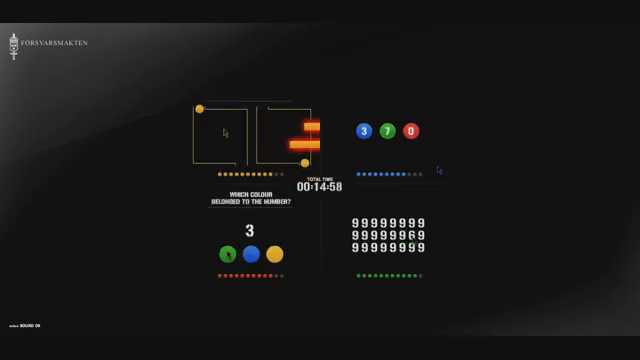 FÖRSVARSMAKTEN
3 7 0
TOTAL TIME
00:14:58
WHICH COLOUR
BELONGED TO THE NUMBER?
3
99999999
99999699
99999999
SOUND ON